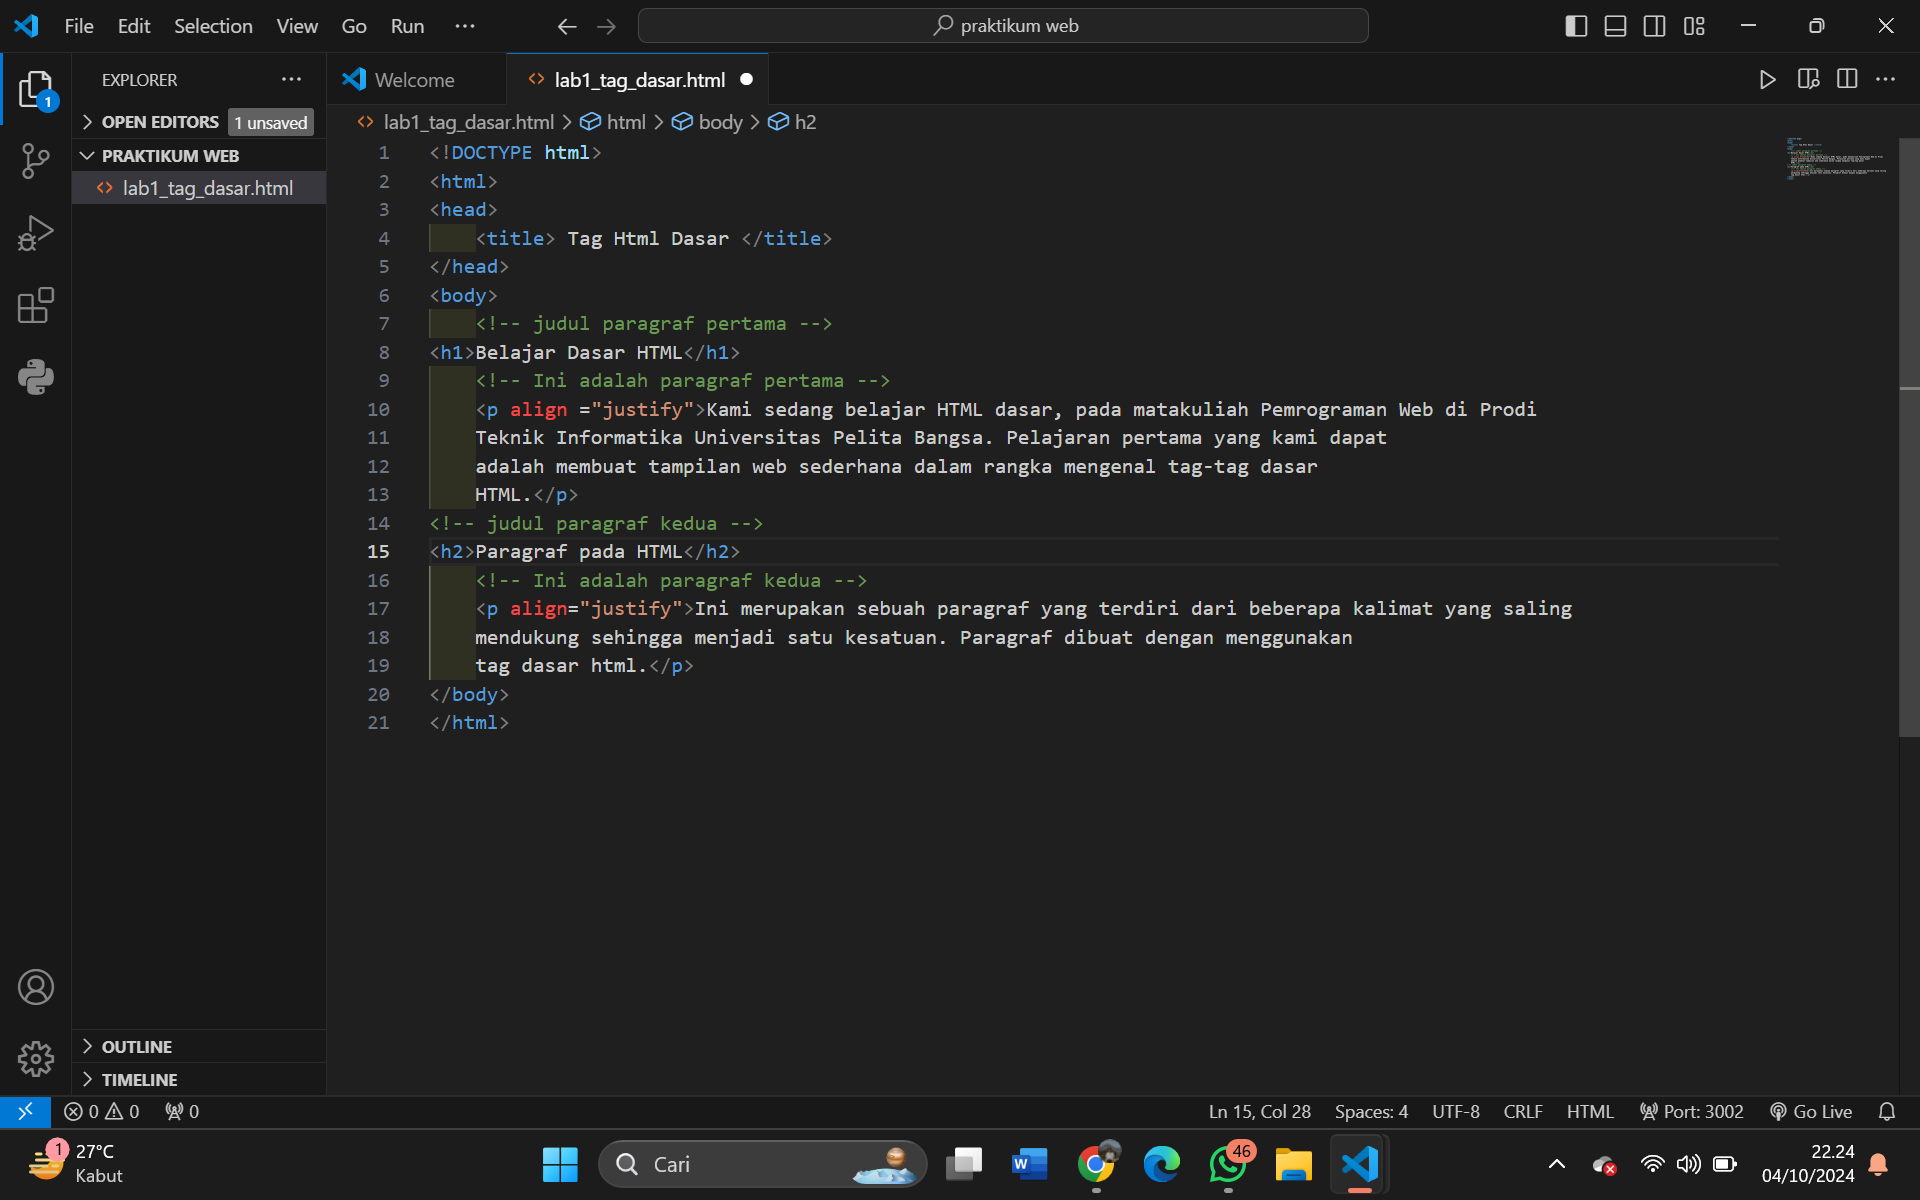 File Edit Selection View Go Run ···
praktikum web
EXPLORER ···
Welcome
lab1_tag_dasar.html
OPEN EDITORS 1 unsaved
PRAKTIKUM WEB
lab1_tag_dasar.html
lab1_tag_dasar.html > html > body > h2
1 <!DOCTYPE html>
2 <html>
3 <head>
4 <title> Tag Html Dasar </title>
5 </head>
6 <body>
7 <!-- judul paragraf pertama -->
8 <h1>Belajar Dasar HTML</h1>
9 <!-- Ini adalah paragraf pertama -->
10 <p align ="justify">Kami sedang belajar HTML dasar, pada matakuliah Pemrograman Web di Prodi
11 Teknik Informatika Universitas Pelita Bangsa. Pelajaran pertama yang kami dapat
12 adalah membuat tampilan web sederhana dalam rangka mengenal tag-tag dasar
13 HTML.</p>
14 <!-- judul paragraf kedua -->
15 <h2>Paragraf pada HTML</h2>
16 <!-- Ini adalah paragraf kedua -->
17 <p align="justify">Ini merupakan sebuah paragraf yang terdiri dari beberapa kalimat yang saling
18 mendukung sehingga menjadi satu kesatuan. Paragraf dibuat dengan menggunakan
19 tag dasar html.</p>
20 </body>
21 </html>
1
OUTLINE
TIMELINE
0 0 0
Ln 15, Col 28 Spaces: 4 UTF-8 CRLF HTML Port: 3002 Go Live
1
27°C
Kabut
Cari
W
46
22.24
04/10/2024